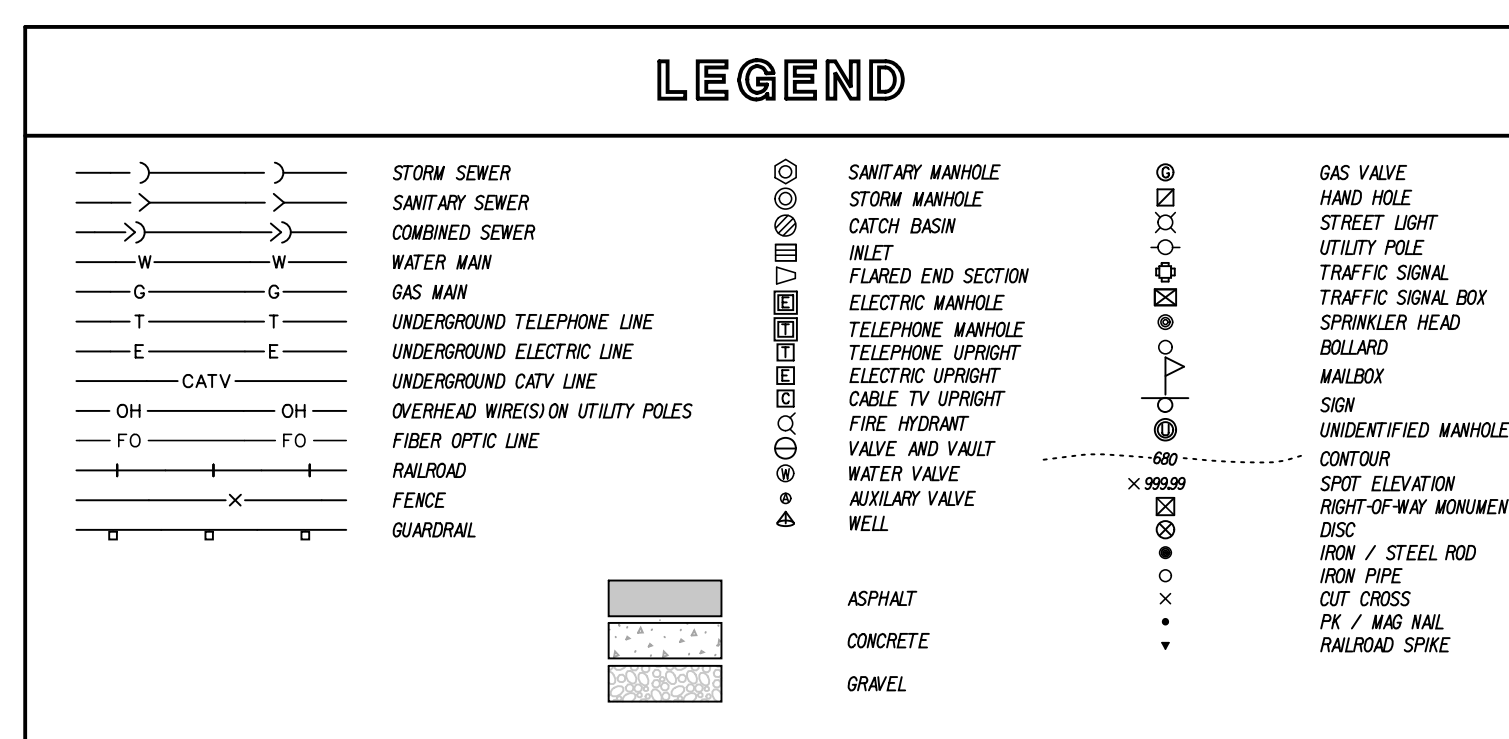 LEGEND
STORM SEWER
SANITARY SEWER
COMBINED SEWER
W W WATER MAIN
G G GAS MAIN
T T UNDERGROUND TELEPHONE LINE
E E UNDERGROUND ELECTRIC LINE
CATV UNDERGROUND CATV LINE
OH OH OVERHEAD WIRE(S) ON UTILITY POLES
FO FO FIBER OPTIC LINE
RAILROAD
FENCE
GUARDRAIL
SANITARY MANHOLE
STORM MANHOLE
CATCH BASIN
INLET
FLARED END SECTION
E ELECTRIC MANHOLE
T TELEPHONE MANHOLE
T TELEPHONE UPRIGHT
E ELECTRIC UPRIGHT
C CABLE TV UPRIGHT
FIRE HYDRANT
VALVE AND VAULT
W WATER VALVE
A AUXILARY VALVE
WELL
ASPHALT
CONCRETE
GRAVEL
G GAS VALVE
HAND HOLE
STREET LIGHT
UTILITY POLE
TRAFFIC SIGNAL
TRAFFIC SIGNAL BOX
SPRINKLER HEAD
BOLLARD
MAILBOX
SIGN
U UNIDENTIFIED MANHOLE
680 CONTOUR
× 999.99 SPOT ELEVATION
RIGHT-OF-WAY MONUMEN
DISC
IRON / STEEL ROD
IRON PIPE
CUT CROSS
PK / MAG NAIL
RAILROAD SPIKE